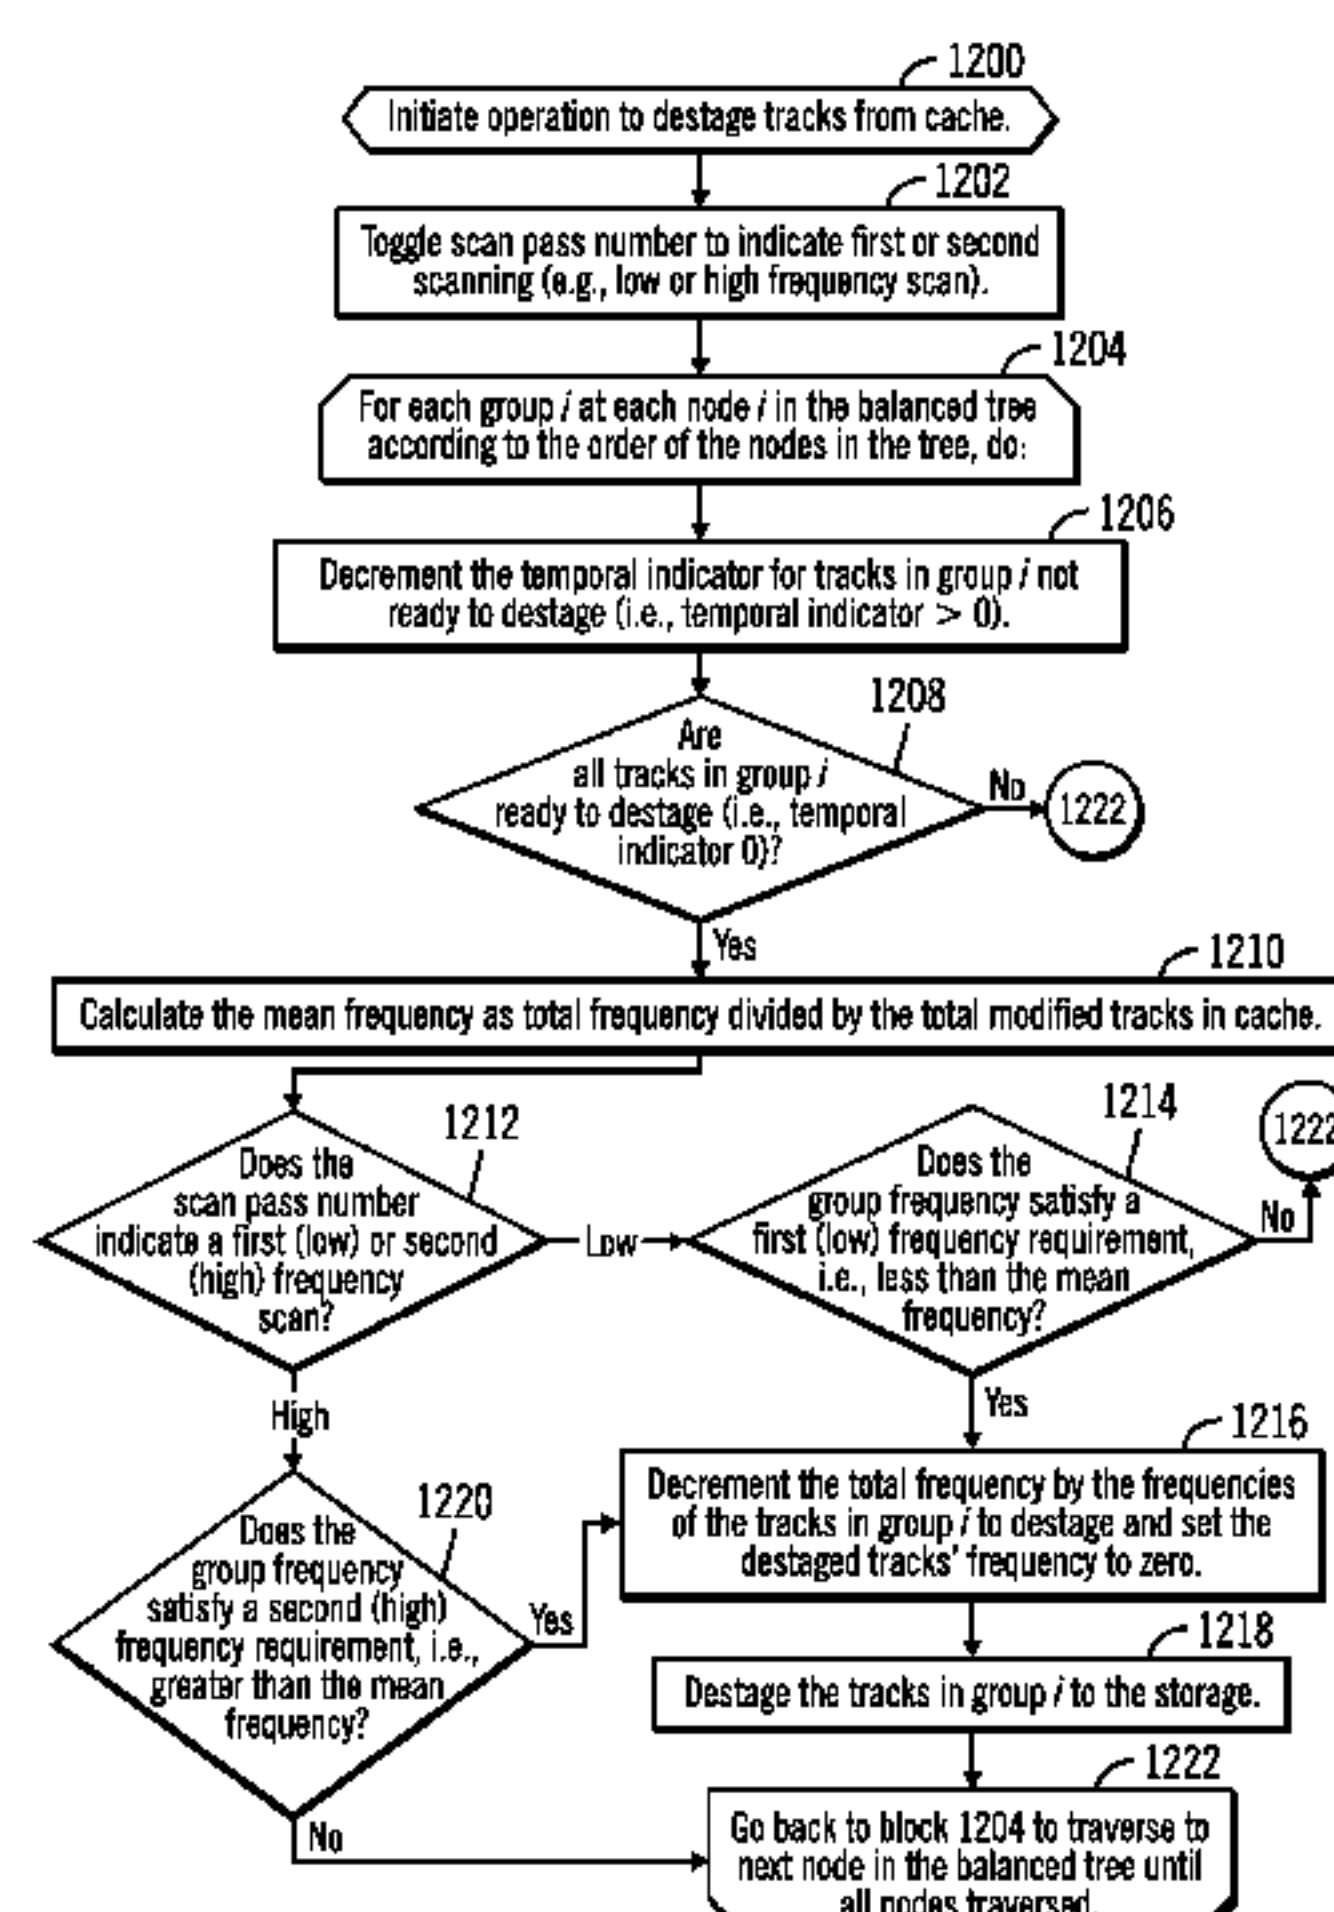 1200
Initiate operation to destage tracks from cache.
1202
Toggle scan pass number to indicate first or second
scanning (e.g., low or high frequency scan).
1204
For each group i at each node i in the balanced tree
according to the order of the nodes in the tree, do:
1206
Decrement the temporal indicator for tracks in group i not
ready to destage (i.e., temporal indicator > 0).
1208
Are
all tracks in group i
ready to destage (i.e., temporal
indicator 0)?
No
1222
Yes
1210
Calculate the mean frequency as total frequency divided by the total modified tracks in cache.
1212
Does the
scan pass number
indicate a first (low) or second
(high) frequency
scan?
Low
1214
Does the
group frequency satisfy a
first (low) frequency requirement,
i.e., less than the mean
frequency?
No
1222
High
Yes
1216
Decrement the total frequency by the frequencies
of the tracks in group i to destage and set the
destaged tracks' frequency to zero.
1220
Does the
group frequency
satisfy a second (high)
frequency requirement, i.e.,
greater than the mean
frequency?
Yes
1218
Destage the tracks in group i to the storage.
No
1222
Go back to block 1204 to traverse to
next node in the balanced tree until
all nodes traversed.